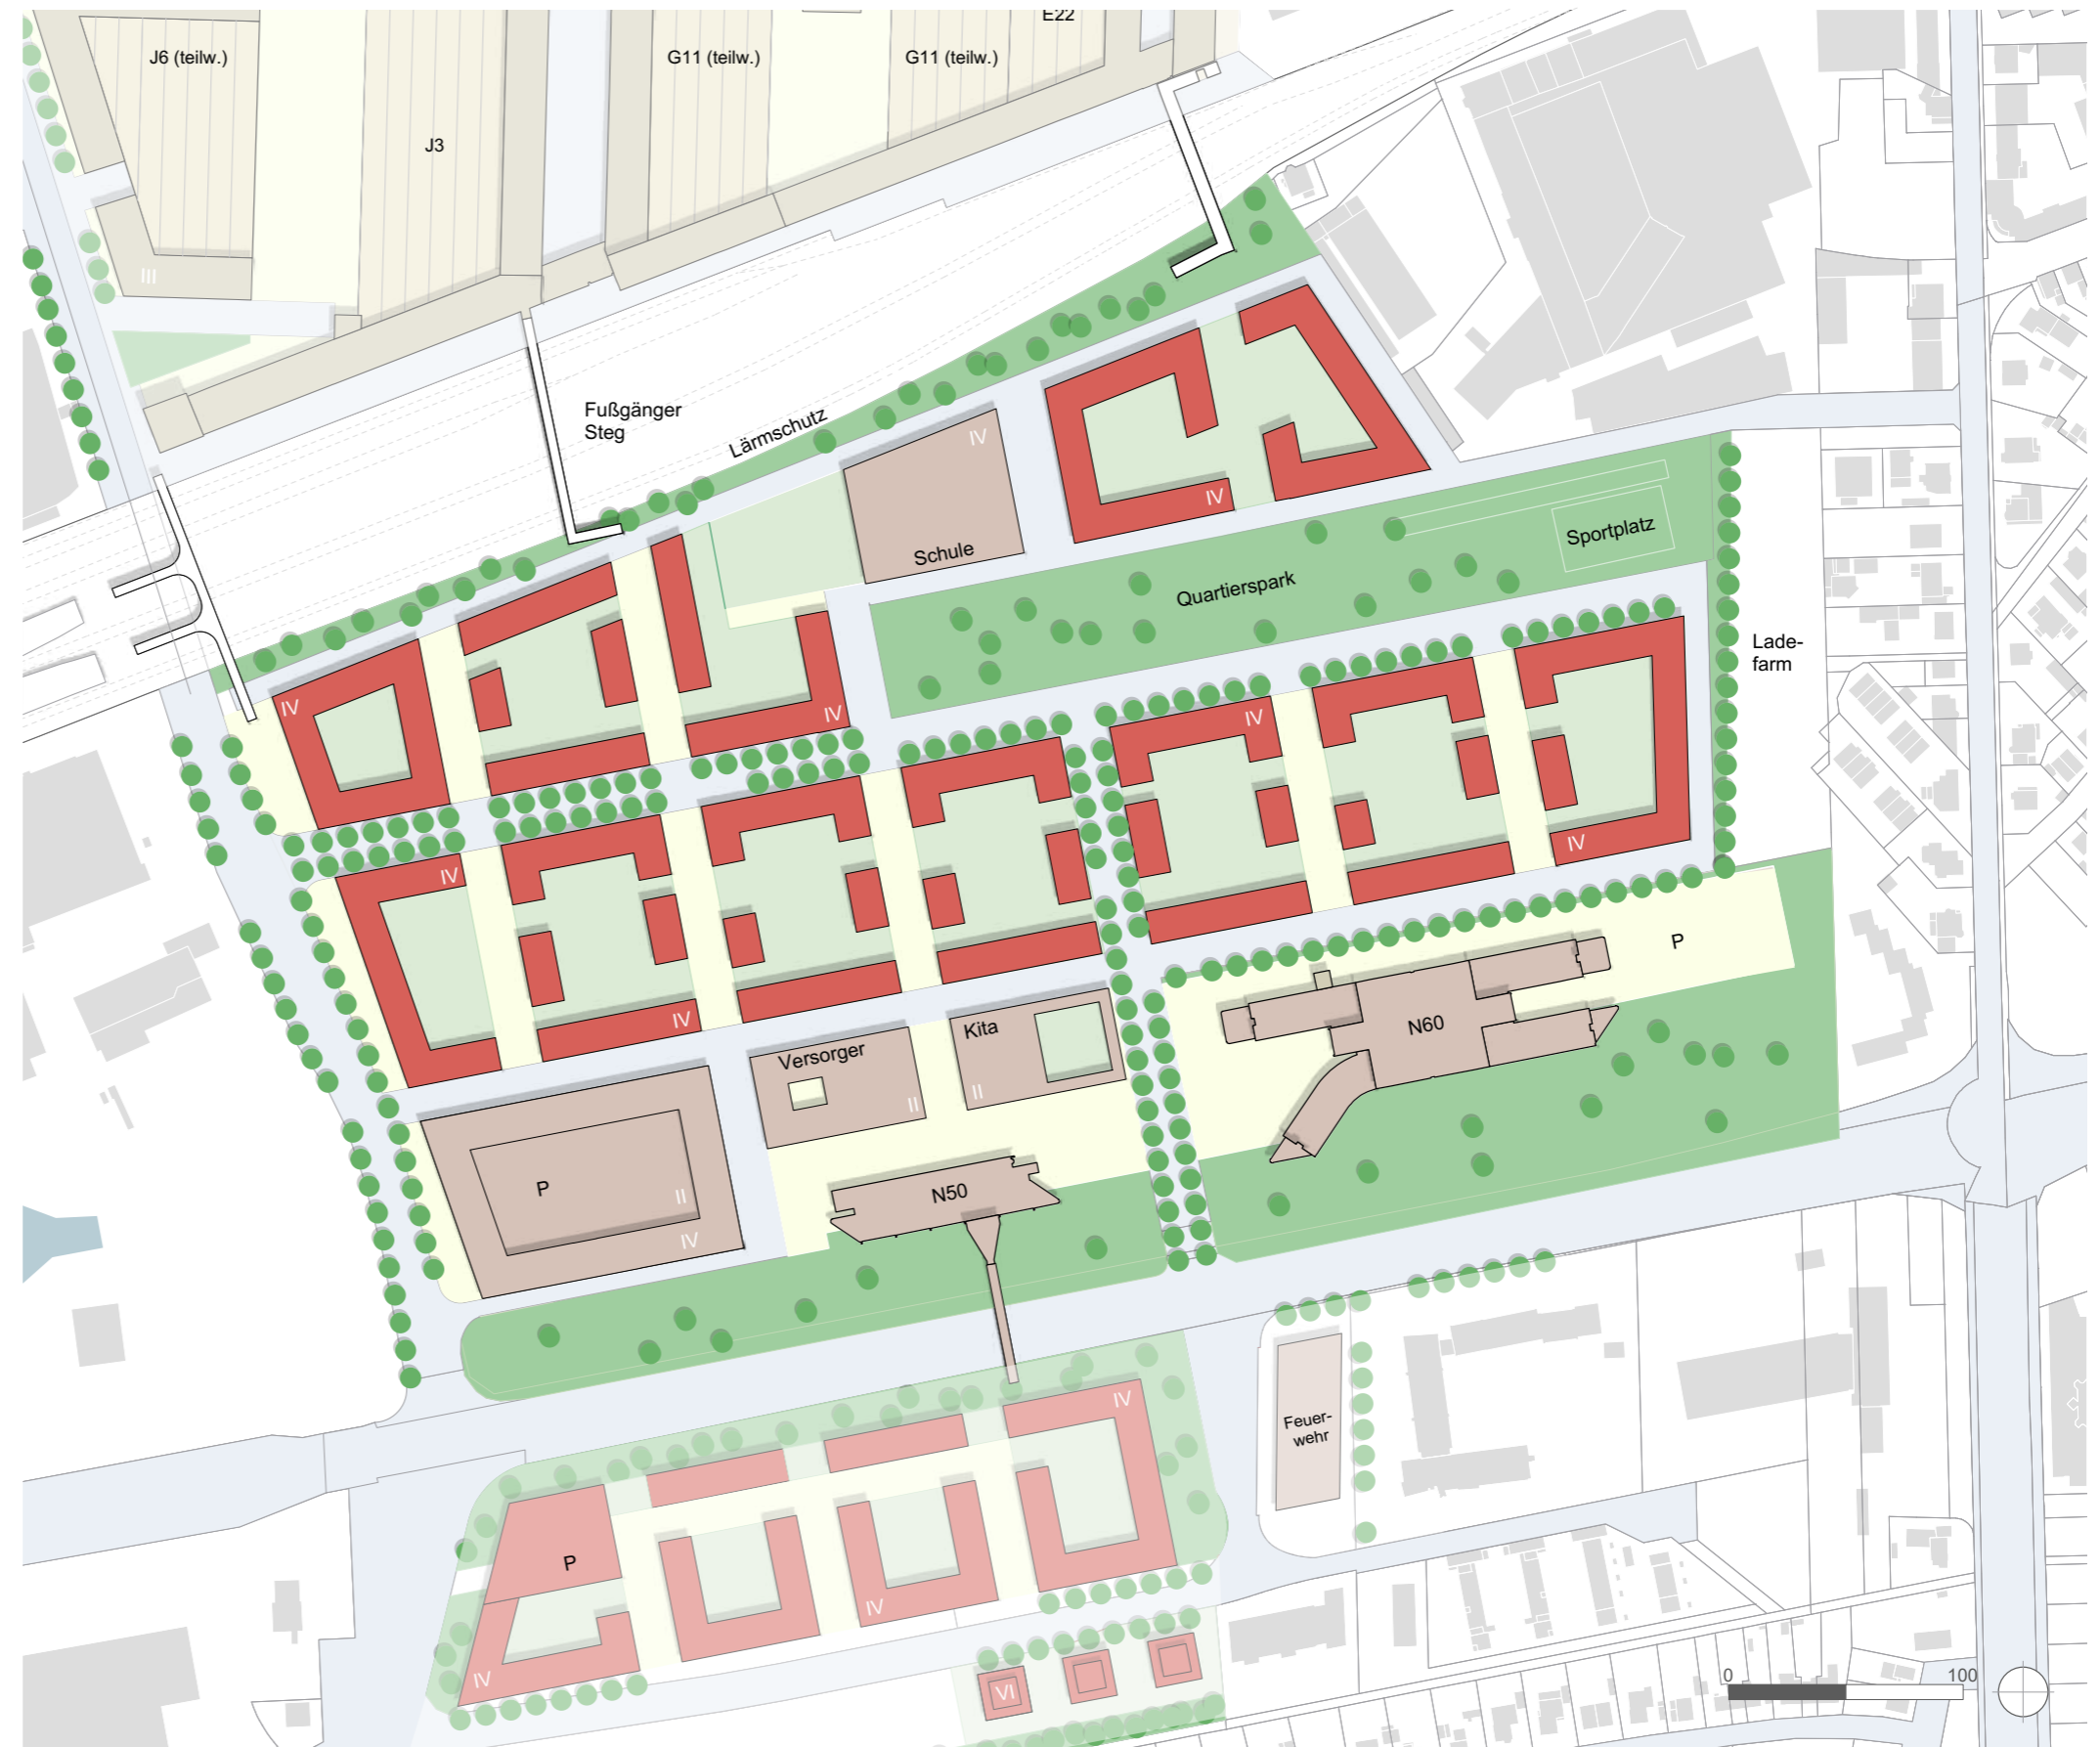 E22
J6 (teilw.)
G11 (teilw.)
G11 (teilw.)
J3
III
Fußgänger
Steg
Lärmschutz
IV
Schule
IV
Sportplatz
Quartierspark
Lade-
farm
IV
IV
IV
IV
IV
IV
P
IV
N60
Kita
Versorger
II
II
P
II
N50
IV
IV
Feuer-
wehr
P
IV
IV
VI
0
100